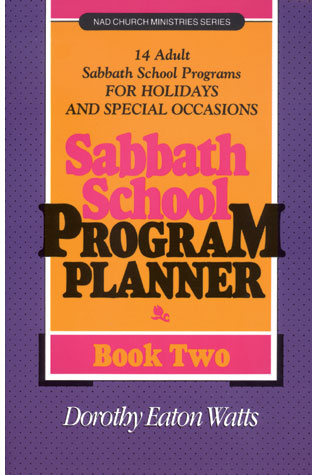 NAD CHURCH MINISTRIES SERIES
14 Adult
Sabbath School Programs
FOR HOLIDAYS
AND SPECIAL OCCASIONS
Sabbath
School
PROGRAM
PLANNER
Book Two
Dorothy Eaton Watts